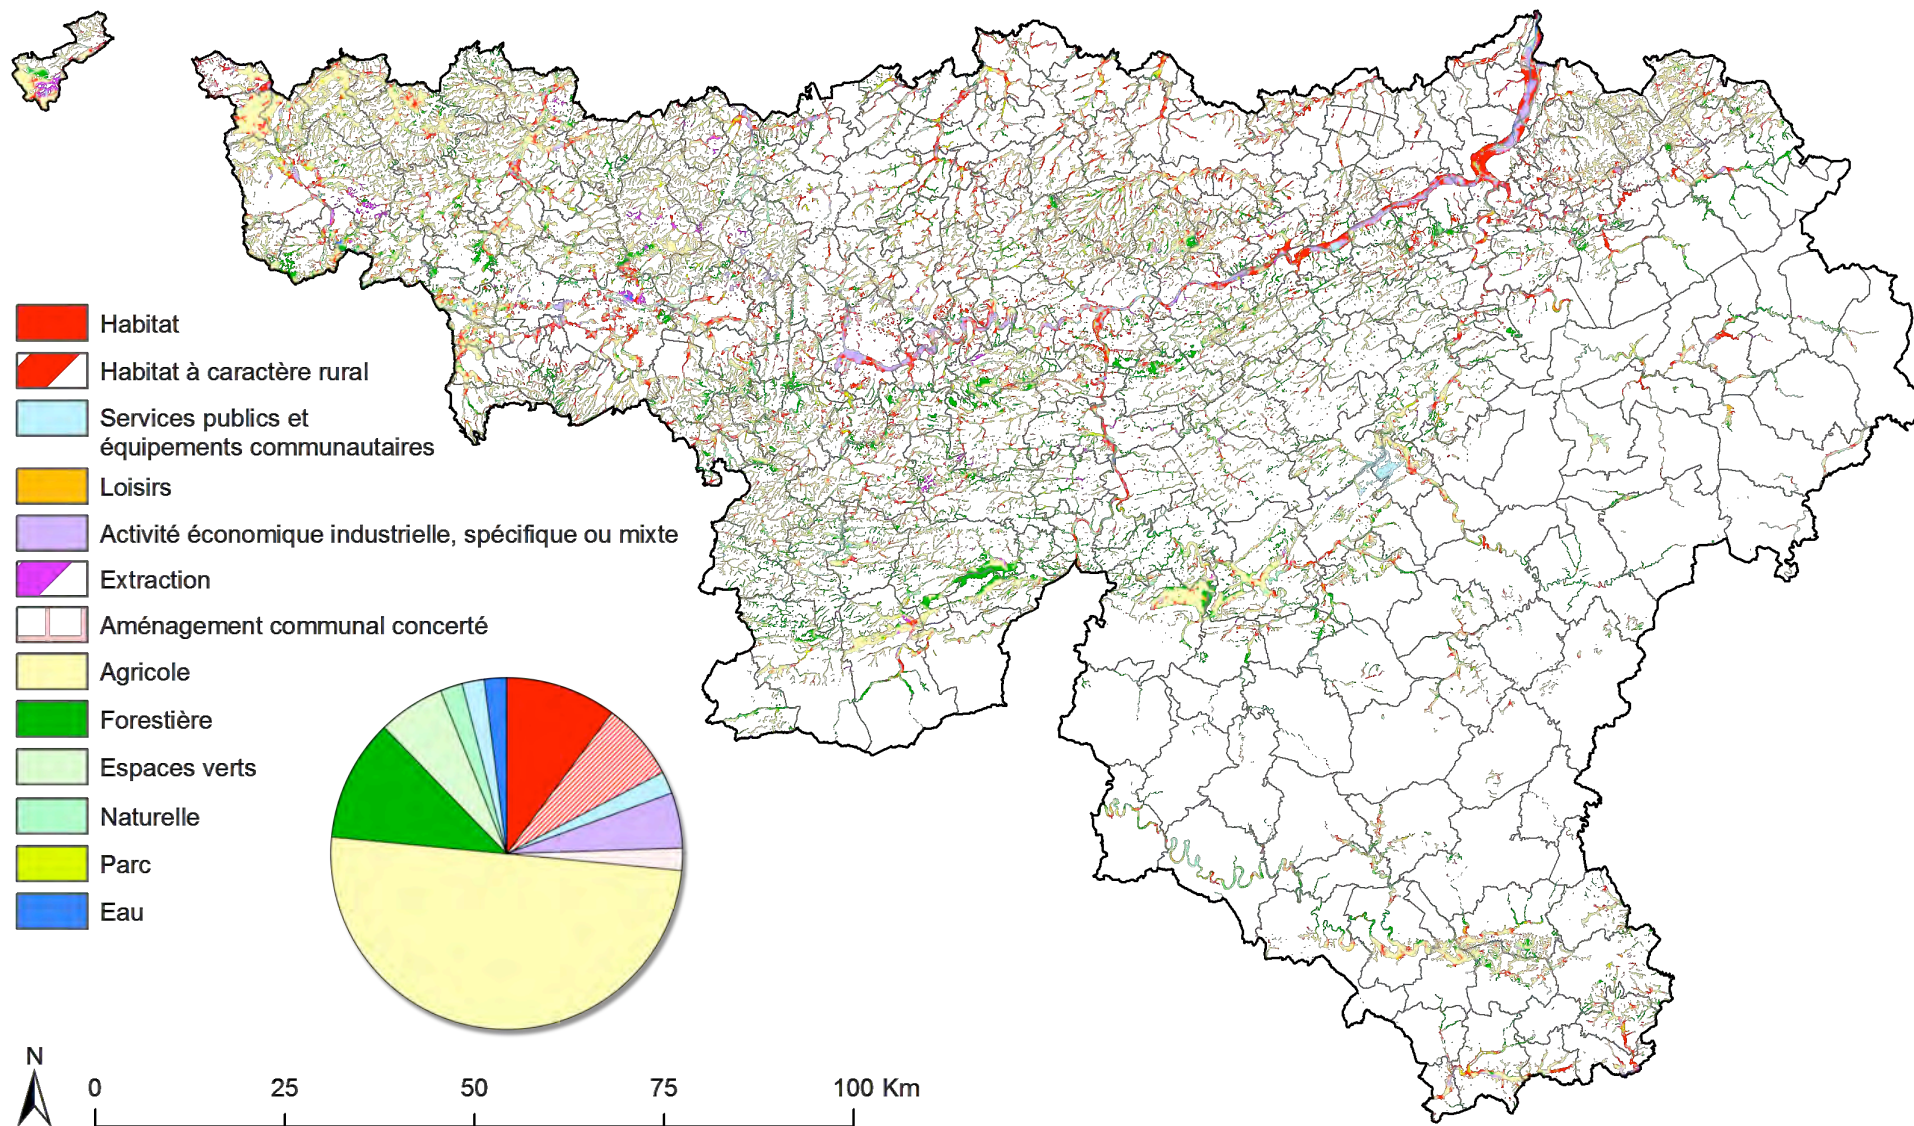 Habitat
Habitat à caractère rural
Services publics et
équipements communautaires
Loisirs
Activité économique industrielle, spécifique ou mixte
Extraction
Aménagement communal concerté
Agricole
Forestière
Espaces verts
Naturelle
Parc
Eau
N
0 25 50 75 100 Km